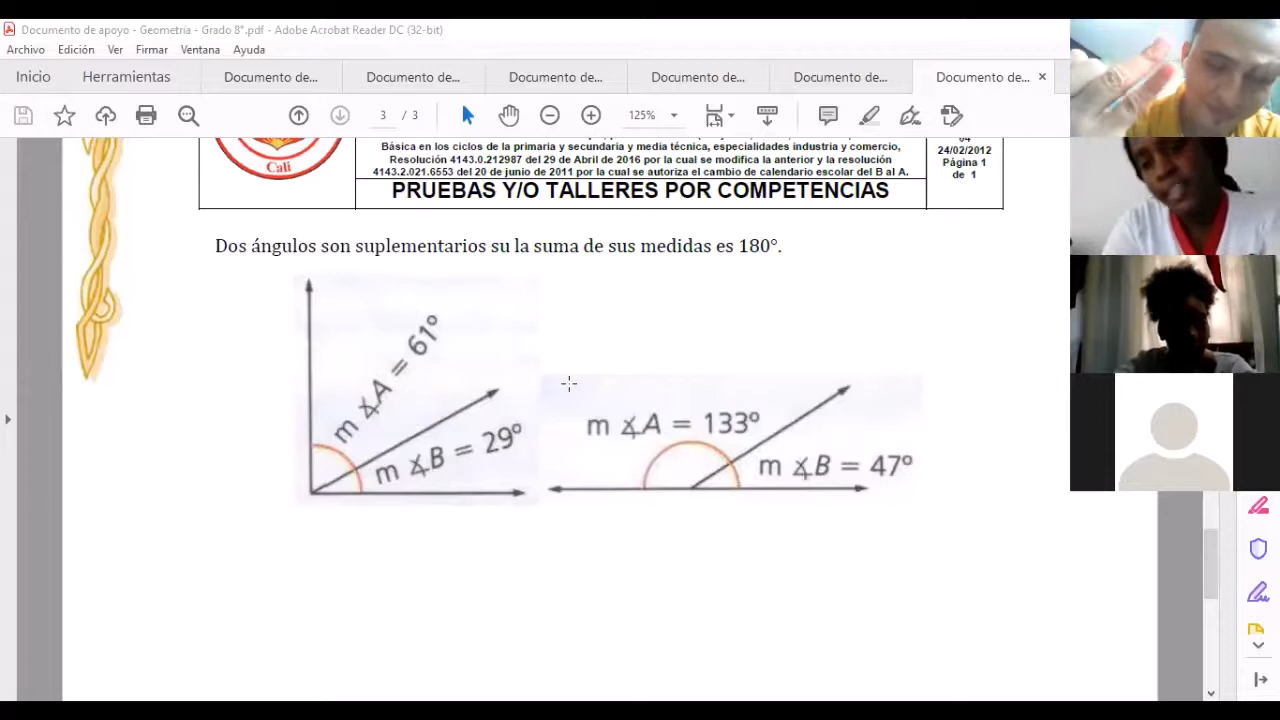 Documento de apoyo - Geometría - Grado 8°.pdf - Adobe Acrobat Reader DC (32-bit)
Archivo Edición Ver Firmar Ventana Ayuda
Inicio Herramientas Documento de... Documento de... Documento de... Documento de... Documento de... Documento de...
3 / 3 125%
Cali
Básica en los ciclos de la primaria y secundaria y media técnica, especialidades industria y comercio,
Resolución 4143.0.212987 del 29 de Abril de 2016 por la cual se modifica la anterior y la resolución
4143.2.021.6553 del 20 de junio de 2011 por la cual se autoriza el cambio de calendario escolar del B al A.
PRUEBAS Y/O TALLERES POR COMPETENCIAS
24/02/2012
Página 1
de 1
Dos ángulos son suplementarios su la suma de sus medidas es 180°.
m ∡A = 61º
m ∡B = 29º
m ∡A = 133º
m ∡B = 47º